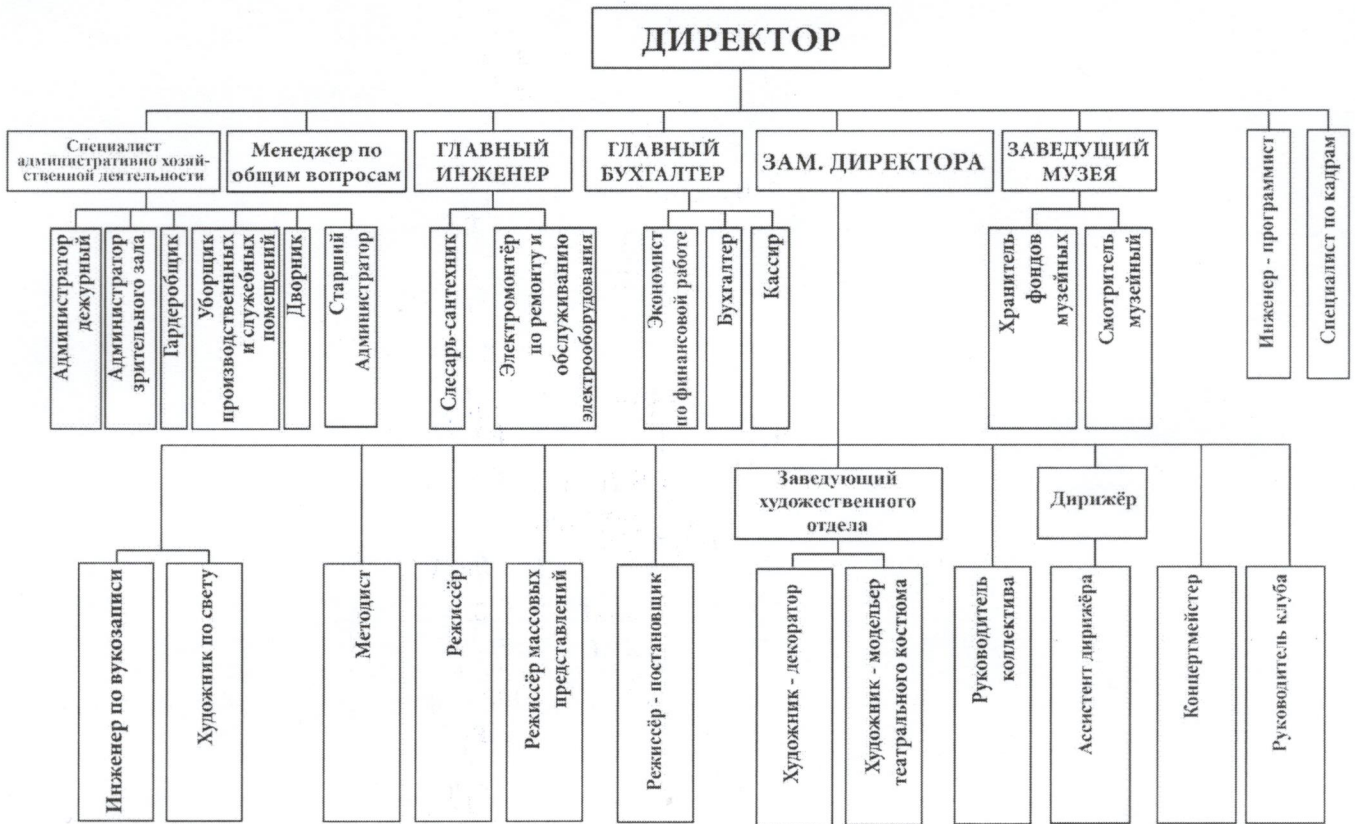 ДИРЕКТОР
Специалист
административно хозяй-
ственной деятельности
Менеджер по
общим вопросам
ГЛАВНЫЙ
ИНЖЕНЕР
ГЛАВНЫЙ
БУХГАЛТЕР
ЗАМ. ДИРЕКТОРА
ЗАВЕДУЩИЙ
МУЗЕЯ
Инженер - программист
Специалист по кадрам
Администратор
дежурный
Администратор
зрительного зала
Гардеробщик
Уборщик
производственных
и служебных
помещений
Дворник
Старший
Администратор
Слесарь-сантехник
Электромонтёр
по ремонту и
обслуживанию
электрооборудования
Экономист
по финансовой работе
Бухгалтер
Кассир
Хранитель
фондов
музейных
Смотритель
музейный
Заведующий
художественного
отдела
Дирижёр
Инженер по вукозаписи
Художник по свету
Методист
Режиссёр
Режиссёр массовых
представлений
Режиссёр - постановщик
Художник - декоратор
Художник - модельер
театрального костюма
Руководитель
коллектива
Ассистент дирижёра
Концертмейстер
Руководитель клуба